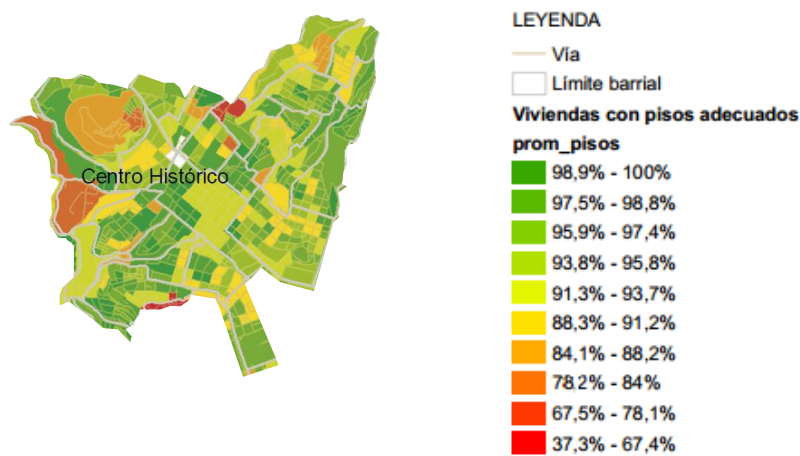 Centro Histórico
LEYENDA
Vía
Límite barrial
Viviendas con pisos adecuados
prom_pisos
98,9% - 100%
97,5% - 98,8%
95,9% - 97,4%
93,8% - 95,8%
91,3% - 93,7%
88,3% - 91,2%
84,1% - 88,2%
78,2% - 84%
67,5% - 78,1%
37,3% - 67,4%